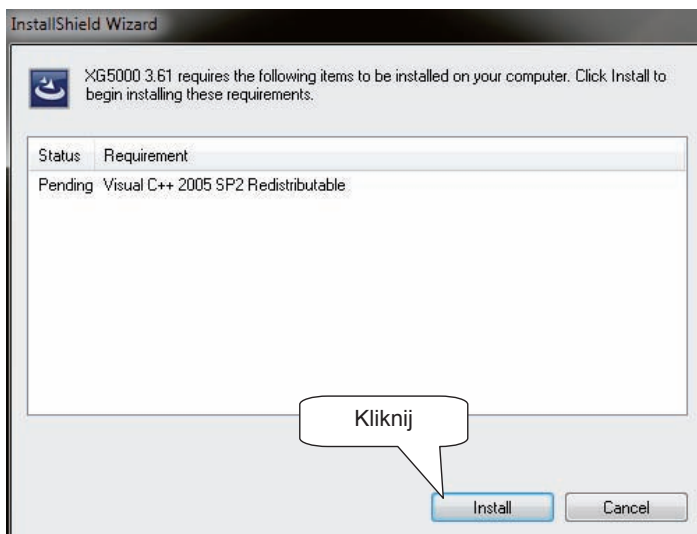 InstallShield Wizard
XG5000 3.61 requires the following items to be installed on your computer. Click Install to
begin installing these requirements.
Status Requirement
Pending Visual C++ 2005 SP2 Redistributable
Kliknij
Install Cancel